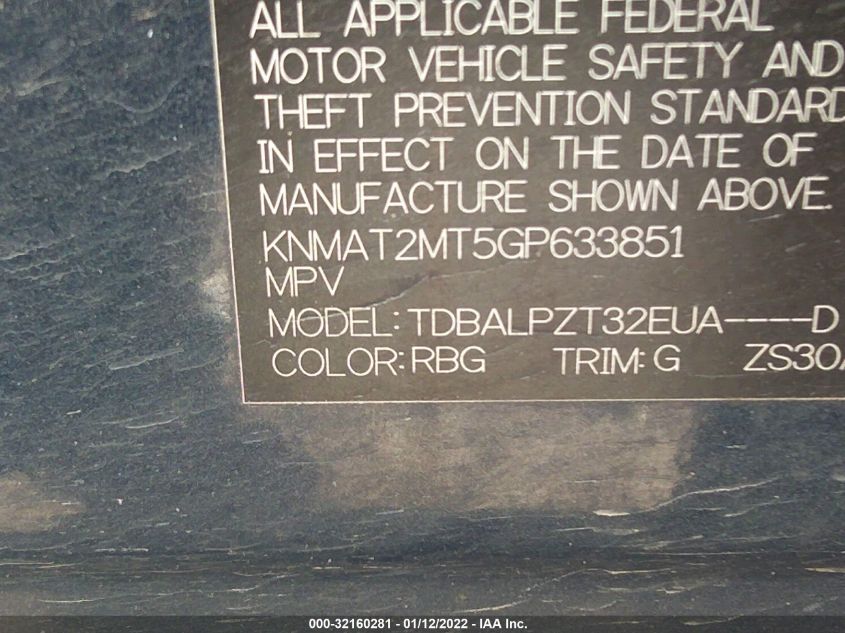 ALL APPLICABLE FEDERAL
MOTOR VEHICLE SAFETY AND
THEFT PREVENTION STANDARD
IN EFFECT ON THE DATE OF
MANUFACTURE SHOWN ABOVE.
KNMAT2MT5GP633851
MPV
MODEL: TDBALPZT32EUA----D
COLOR: RBG TRIM: G ZS30A
000-32160281 - 01/12/2022 - IAA Inc.